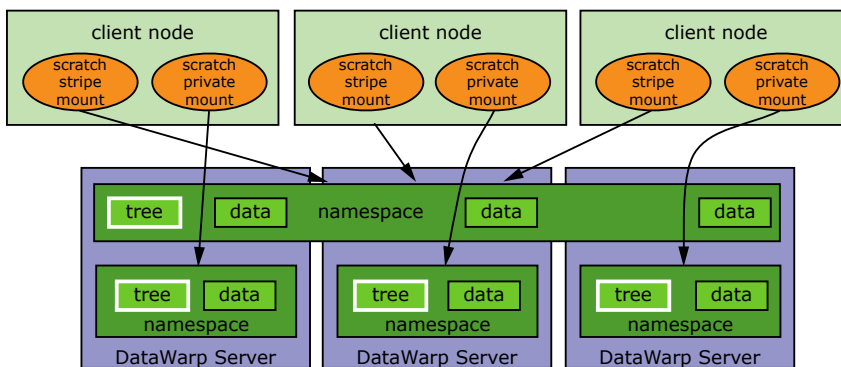 client node
scratch stripe mount
scratch private mount
client node
scratch stripe mount
scratch private mount
client node
scratch stripe mount
scratch private mount
tree data namespace data data
tree data
namespace
DataWarp Server
tree data
namespace
DataWarp Server
tree data
namespace
DataWarp Server